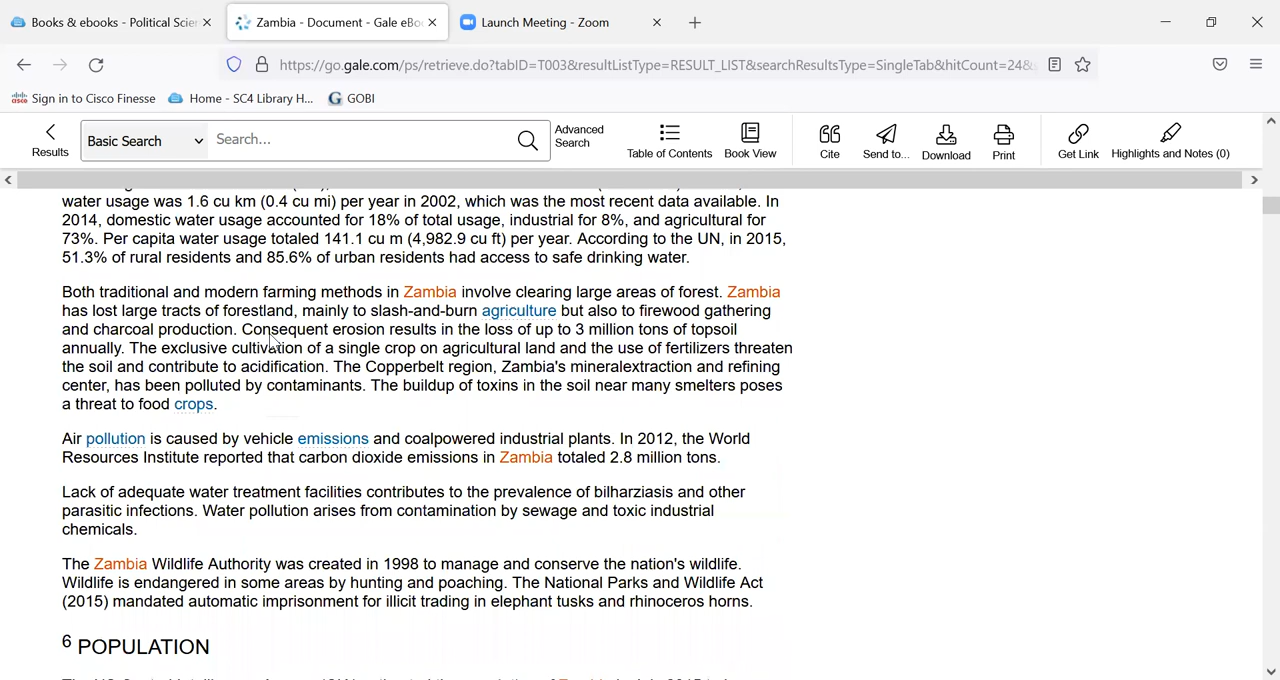 Books & ebooks - Political Scien
Zambia - Document - Gale eBo
Launch Meeting - Zoom
https://go.gale.com/ps/retrieve.do?tabID=T003&resultListType=RESULT_LIST&searchResultsType=SingleTab&hitCount=24&
Sign in to Cisco Finesse
Home - SC4 Library H...
GOBI
Results
Basic Search
Search...
Advanced Search
Table of Contents
Book View
Cite
Send to...
Download
Print
Get Link
Highlights and Notes (0)
water usage was 1.6 cu km (0.4 cu mi) per year in 2002, which was the most recent data available. In
2014, domestic water usage accounted for 18% of total usage, industrial for 8%, and agricultural for
73%. Per capita water usage totaled 141.1 cu m (4,982.9 cu ft) per year. According to the UN, in 2015,
51.3% of rural residents and 85.6% of urban residents had access to safe drinking water.
Both traditional and modern farming methods in Zambia involve clearing large areas of forest. Zambia
has lost large tracts of forestland, mainly to slash-and-burn agriculture but also to firewood gathering
and charcoal production. Consequent erosion results in the loss of up to 3 million tons of topsoil
annually. The exclusive cultivation of a single crop on agricultural land and the use of fertilizers threaten
the soil and contribute to acidification. The Copperbelt region, Zambia's mineralextraction and refining
center, has been polluted by contaminants. The buildup of toxins in the soil near many smelters poses
a threat to food crops.
Air pollution is caused by vehicle emissions and coalpowered industrial plants. In 2012, the World
Resources Institute reported that carbon dioxide emissions in Zambia totaled 2.8 million tons.
Lack of adequate water treatment facilities contributes to the prevalence of bilharziasis and other
parasitic infections. Water pollution arises from contamination by sewage and toxic industrial
chemicals.
The Zambia Wildlife Authority was created in 1998 to manage and conserve the nation's wildlife.
Wildlife is endangered in some areas by hunting and poaching. The National Parks and Wildlife Act
(2015) mandated automatic imprisonment for illicit trading in elephant tusks and rhinoceros horns.
6 POPULATION